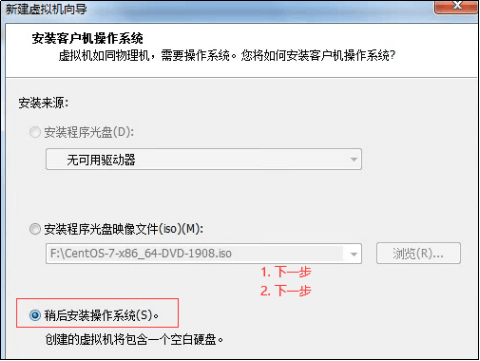 新建虚拟机向导
安装客户机操作系统
虚拟机如同物理机，需要操作系统。您将如何安装客户机操作系统?
安装来源:
安装程序光盘(D):
无可用驱动器
安装程序光盘映像文件(iso)(M):
F:\CentOS-7-x86_64-DVD-1908.iso
浏览(R)...
1. 下一步
2. 下一步
稍后安装操作系统(S)。
创建的虚拟机将包含一个空白硬盘。